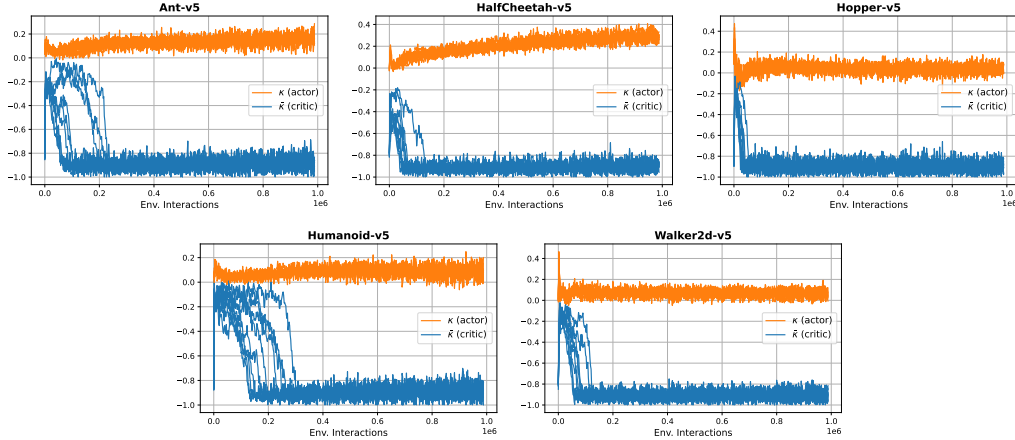 Ant-v5
0.2
0.0
−0.2
−0.4
−0.6
−0.8
−1.0
κ (actor)
κ̄ (critic)
0.0 0.2 0.4 0.6 0.8 1.0
1e6
Env. Interactions
HalfCheetah-v5
0.4
0.2
0.0
−0.2
−0.4
−0.6
−0.8
−1.0
κ (actor)
κ̄ (critic)
0.0 0.2 0.4 0.6 0.8 1.0
1e6
Env. Interactions
Hopper-v5
0.4
0.2
0.0
−0.2
−0.4
−0.6
−0.8
−1.0
κ (actor)
κ̄ (critic)
0.0 0.2 0.4 0.6 0.8 1.0
1e6
Env. Interactions
Humanoid-v5
0.2
0.0
−0.2
−0.4
−0.6
−0.8
−1.0
κ (actor)
κ̄ (critic)
0.0 0.2 0.4 0.6 0.8 1.0
1e6
Env. Interactions
Walker2d-v5
0.4
0.2
0.0
−0.2
−0.4
−0.6
−0.8
−1.0
κ (actor)
κ̄ (critic)
0.0 0.2 0.4 0.6 0.8 1.0
1e6
Env. Interactions